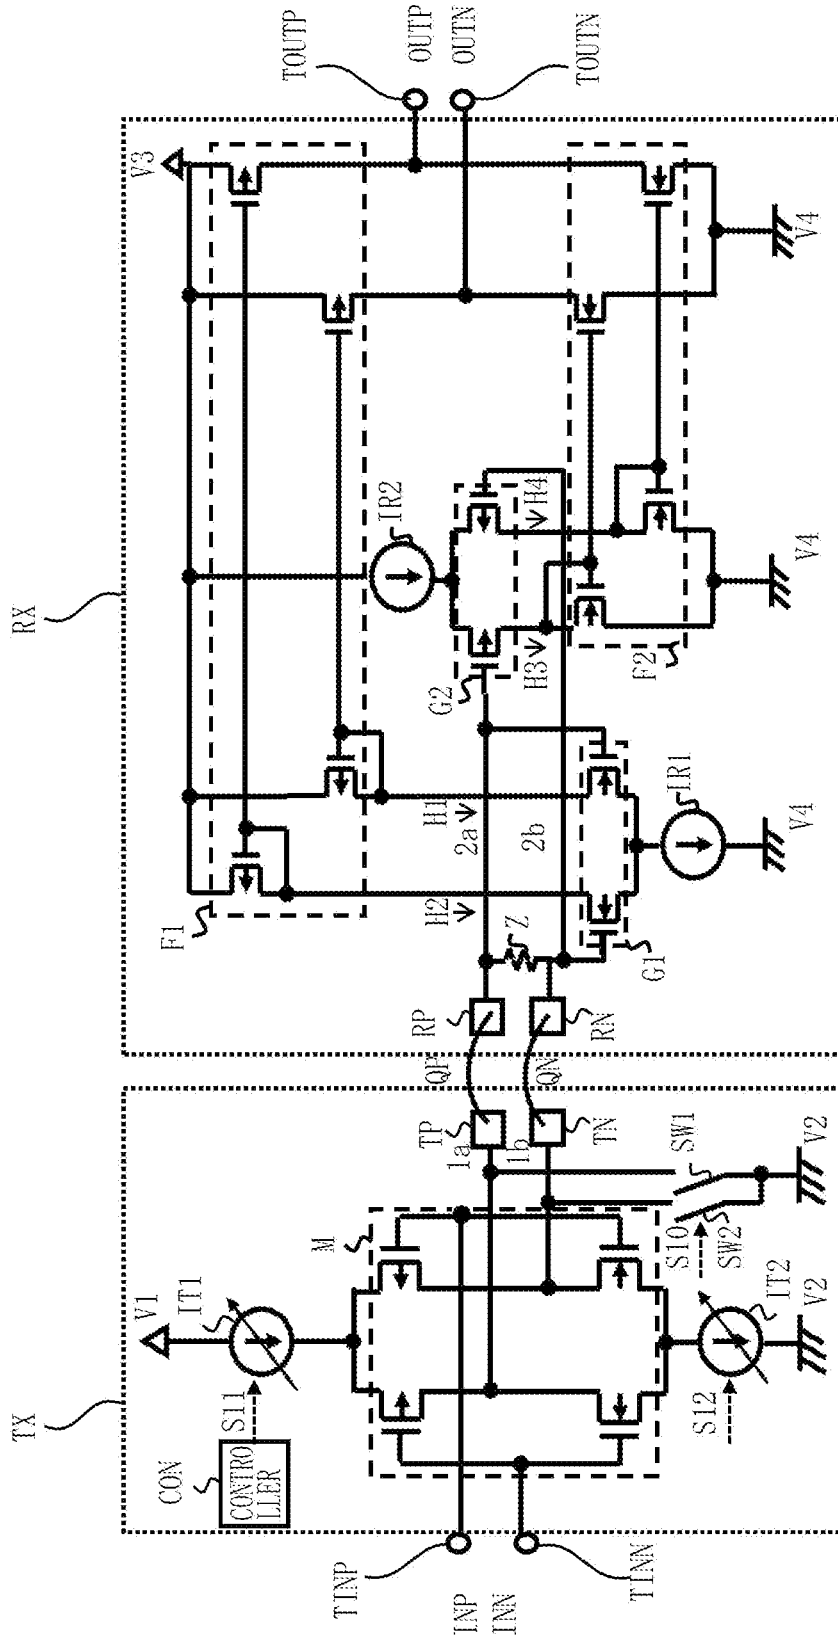 TX
RX
CON
CONTRO
LLER
S11
IT1
V1
M
TINP
INP
INN
TINN
S12
IT2
V2
S10
SW2
SW1
V2
TP
1a
1b
TN
QP
QN
RP
RN
Z
F1
H2
H1
2a
2b
G1
IR1
V4
G2
H3
H4
IR2
F2
V4
V3
V4
TOUTP
OUTP
OUTN
TOUTN